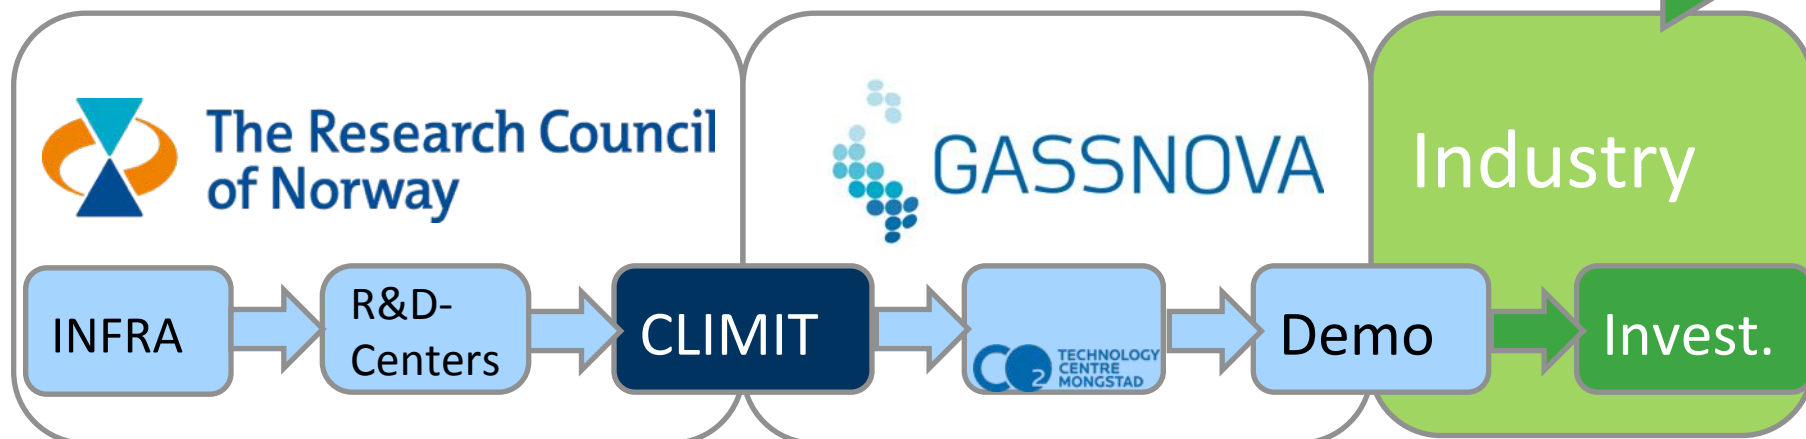 The Research Council
of Norway
GASSNOVA
Industry
INFRA
R&D-
Centers
CLIMIT
CO2 TECHNOLOGY
CENTRE
MONGSTAD
Demo
Invest.